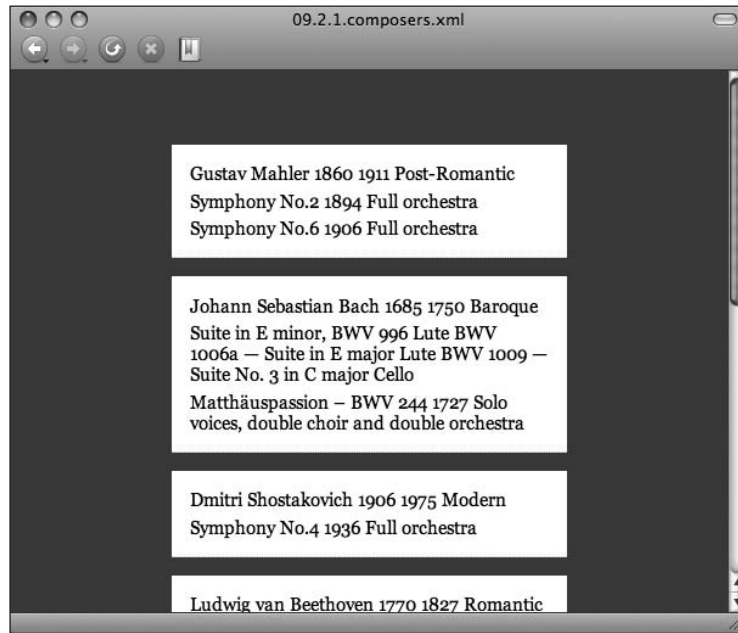 09.2.1.composers.xml
Gustav Mahler 1860 1911 Post-Romantic
Symphony No.2 1894 Full orchestra
Symphony No.6 1906 Full orchestra
Johann Sebastian Bach 1685 1750 Baroque
Suite in E minor, BWV 996 Lute BWV
1006a — Suite in E major Lute BWV 1009 —
Suite No. 3 in C major Cello
Matthäuspassion – BWV 244 1727 Solo
voices, double choir and double orchestra
Dmitri Shostakovich 1906 1975 Modern
Symphony No.4 1936 Full orchestra
Ludwig van Beethoven 1770 1827 Romantic